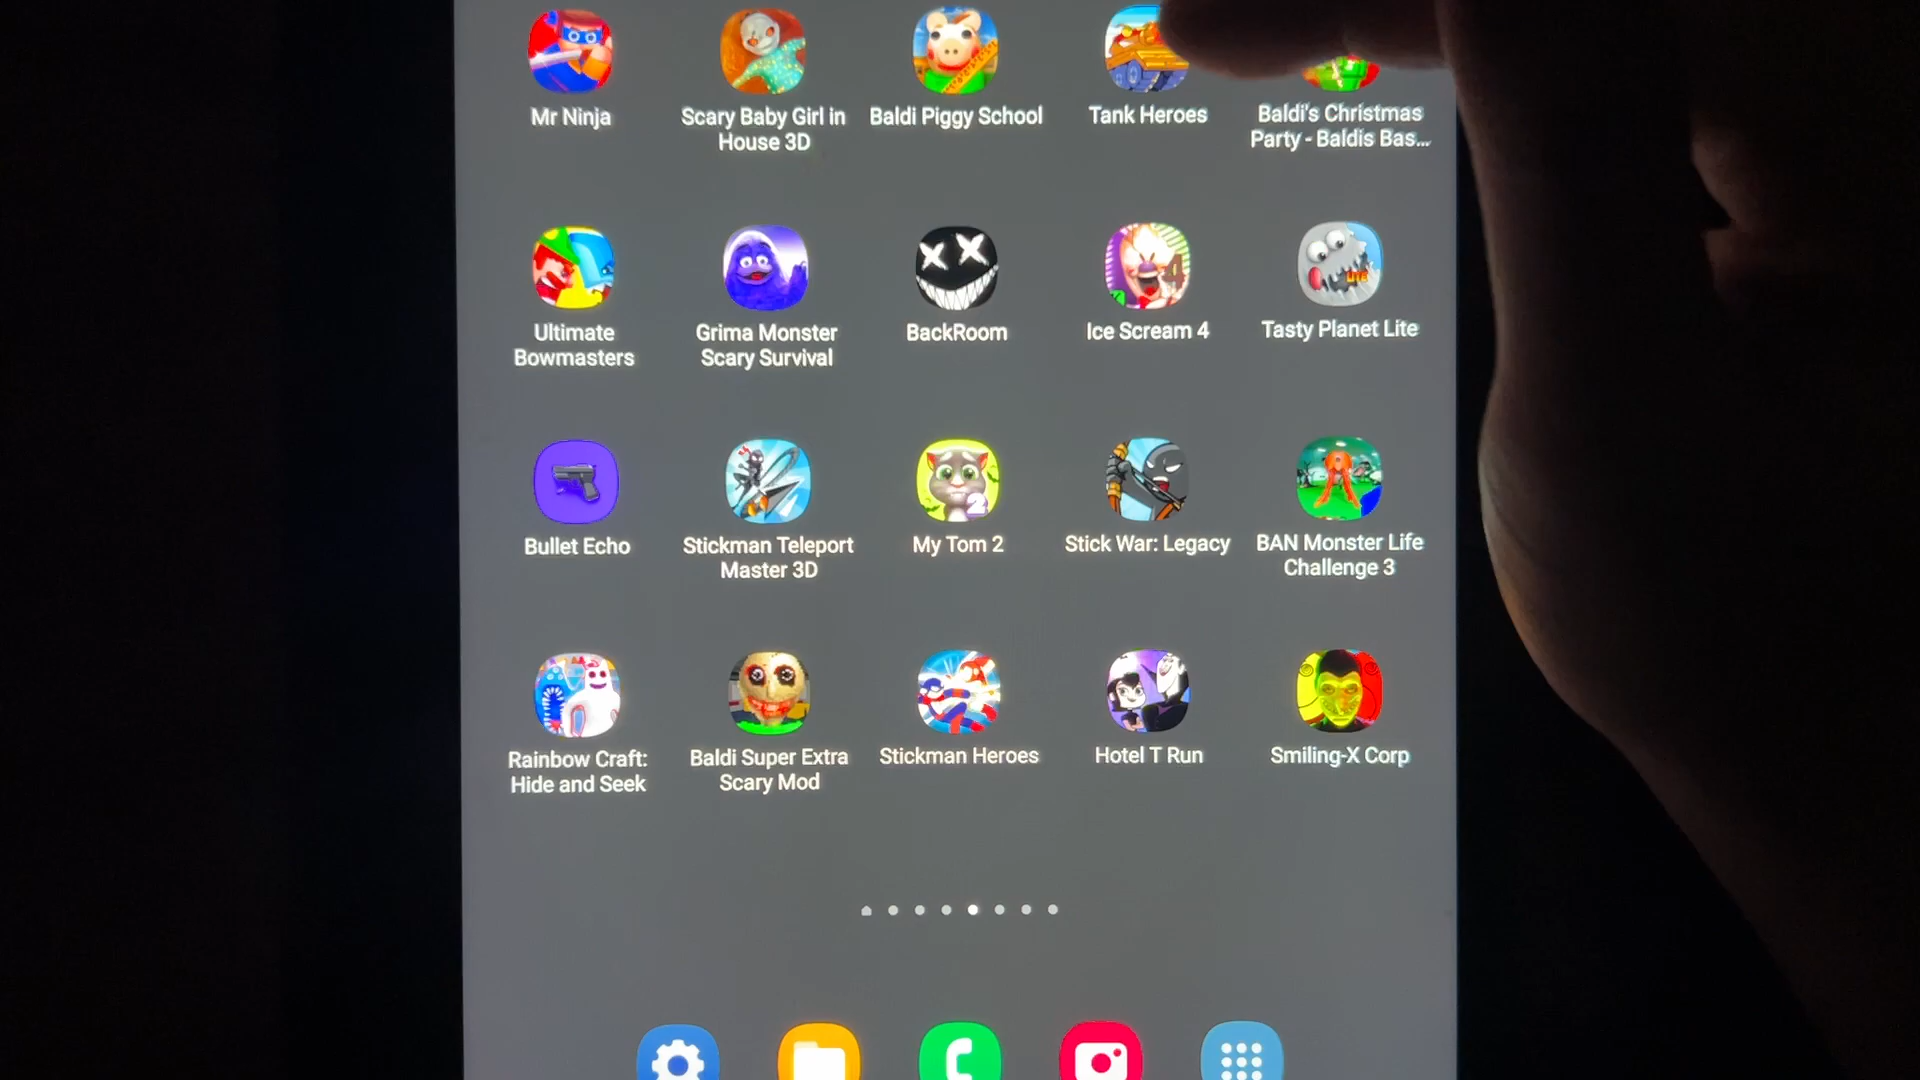 Mr Ninja
Scary Baby Girl in
House 3D
Baldi Piggy School
Tank Heroes
Baldi's Christmas
Party - Baldis Bas...
Ultimate
Bowmasters
Grima Monster
Scary Survival
BackRoom
4
Ice Scream 4
Lite
Tasty Planet Lite
Bullet Echo
Stickman Teleport
Master 3D
2
My Tom 2
Stick War: Legacy
BAN Monster Life
Challenge 3
Rainbow Craft:
Hide and Seek
Baldi Super Extra
Scary Mod
Stickman Heroes
Hotel T Run
Smiling-X Corp